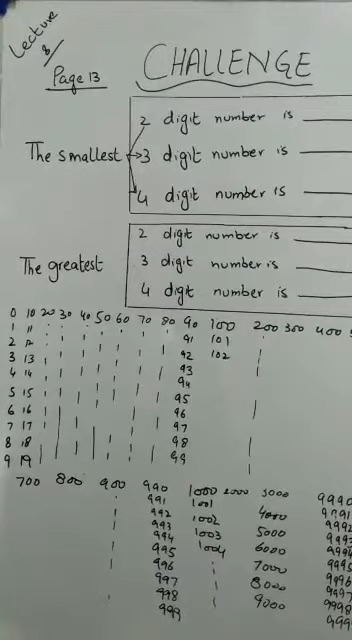 Lecture
8
Page 13
CHALLENGE
The smallest
2 digit number is
3 digit number is
4 digit number is
The greatest
2 digit number is
3 digit number is
4 digit number is
0 10 20 30 40 50 60 70 80 90 100 200 300 400
1 11 91 101
2 12 92 102
3 13 93
4 14 94
5 15 95
6 16 96
7 17 97
8 18 98
9 19 99
700 800 900 990 1000 2000 3000 9990
991 1001 4000 9991
992 1002 5000 9992
993 1003 6000 9993
994 1004 7000 9994
995 8000 9995
996 9000 9996
997 9997
998 9998
999